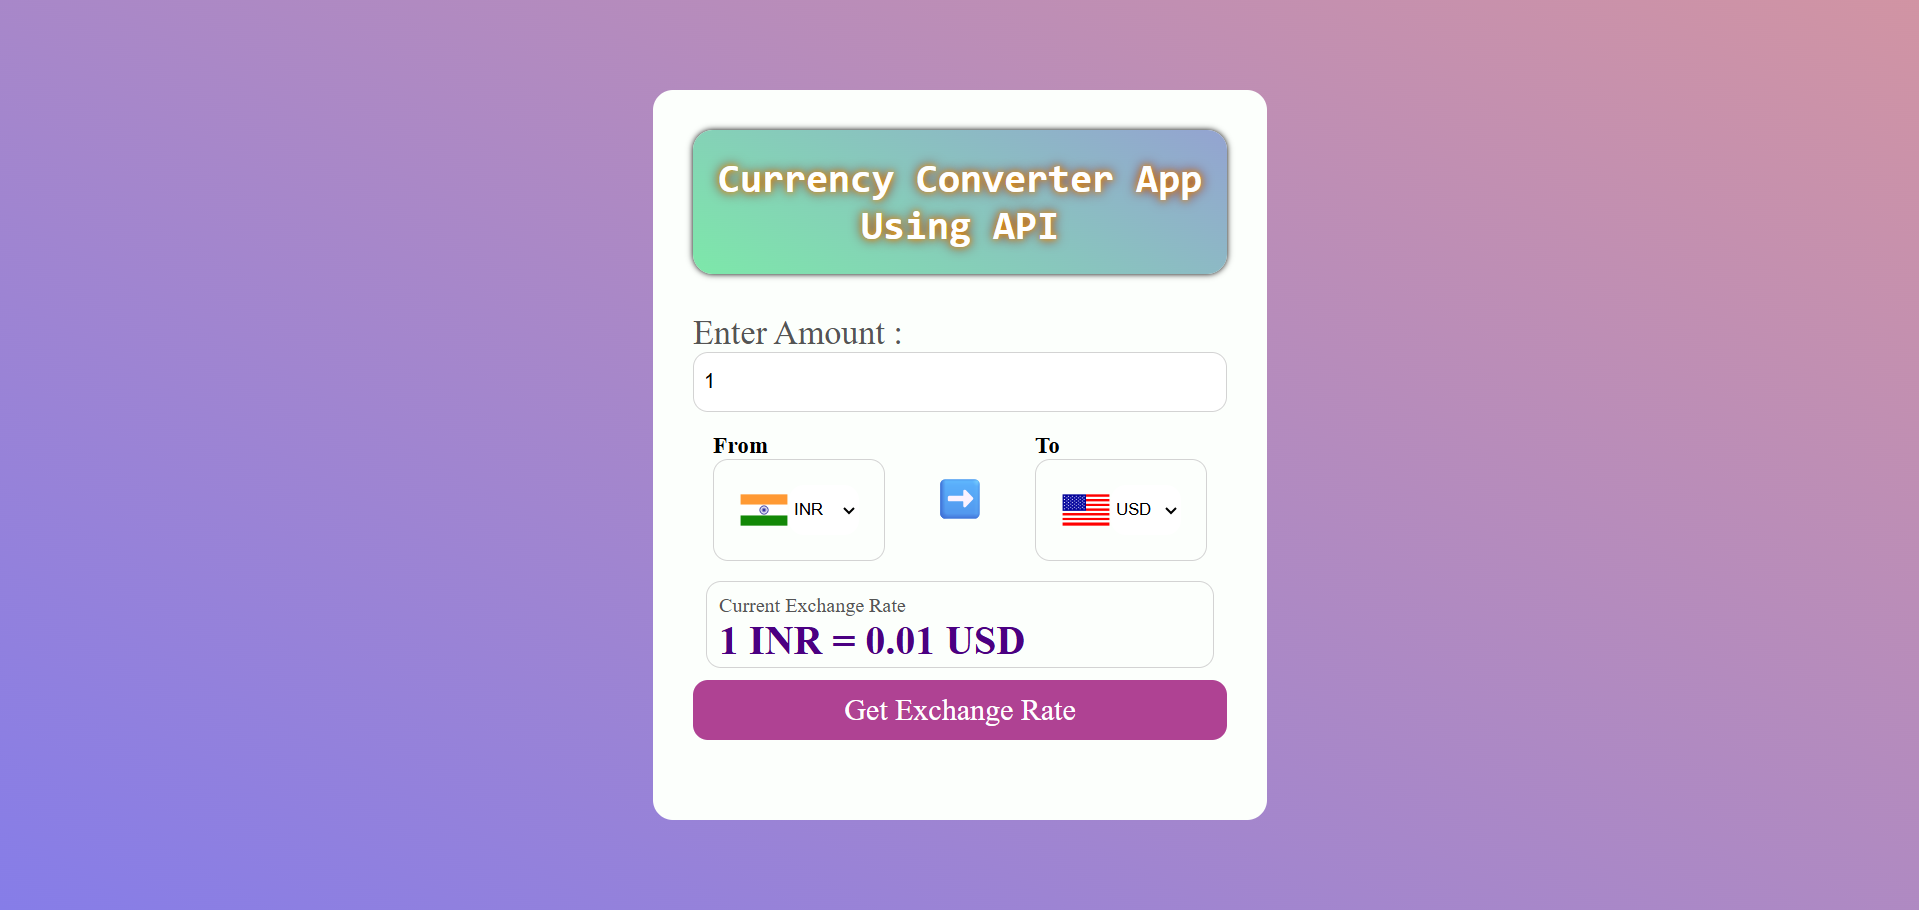 Currency Converter App
Using API
Enter Amount :
1
From
To
INR
USD
Current Exchange Rate
1 INR = 0.01 USD
Get Exchange Rate